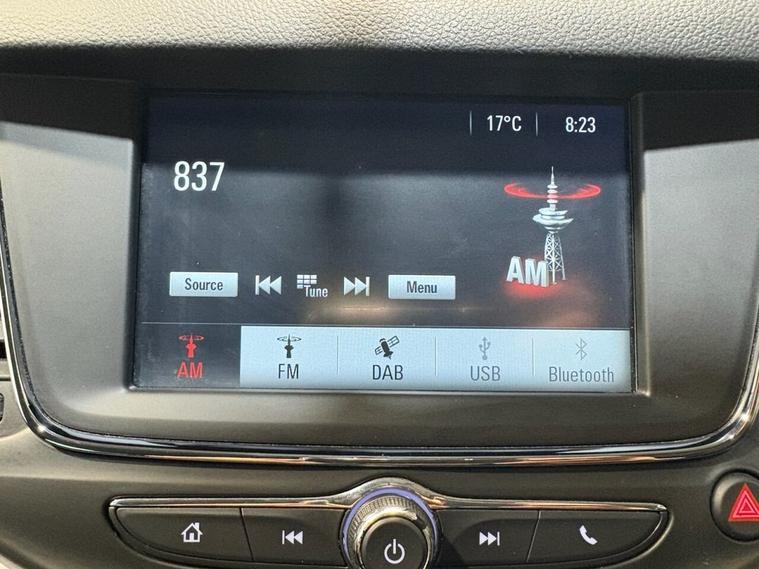 17°C 8:23
837
AM
Source Tune Menu
AM FM DAB USB Bluetooth